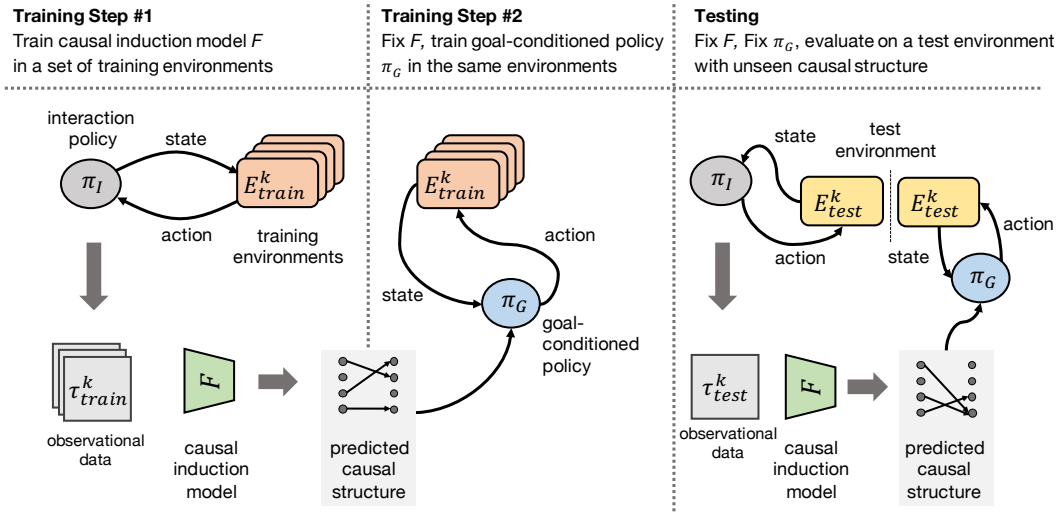 Training Step #1
Train causal induction model F
in a set of training environments
interaction
policy
state
π_I
E^k_train
action
training
environments
τ^k_train
observational
data
F
causal
induction
model
predicted
causal
structure
Training Step #2
Fix F, train goal-conditioned policy
π_G in the same environments
E^k_train
action
state
π_G
goal-
conditioned
policy
Testing
Fix F, Fix π_G, evaluate on a test environment
with unseen causal structure
state
test
environment
π_I
E^k_test
E^k_test
action
action
state
π_G
τ^k_test
observational
data
F
causal
induction
model
predicted
causal
structure